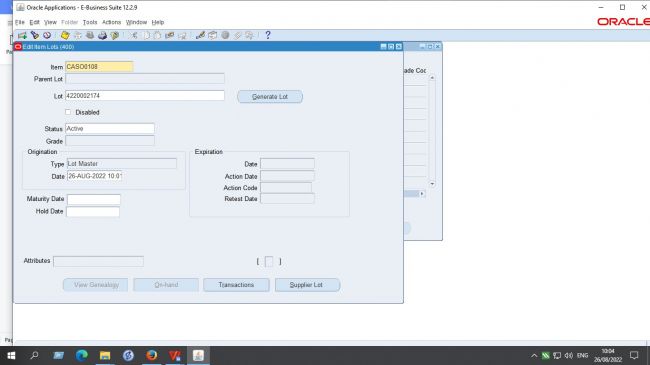 Oracle Applications - E-Business Suite 12.2.9
File Edit View Folder Tools Actions Window Help
ORACLE
Edit Item Lots (400)
Item CASO0108
ade Coc
Parent Lot
Lot 4220002174
Generate Lot
Disabled
Status Active
Grade
Origination
Expiration
Type Lot Master
Date
Date 26-AUG-2022 10:01
Action Date
Action Code
Maturity Date
Retest Date
Hold Date
Attributes
[ ]
View Genealogy On-hand Transactions Supplier Lot
ENG
10:04
26/08/2022